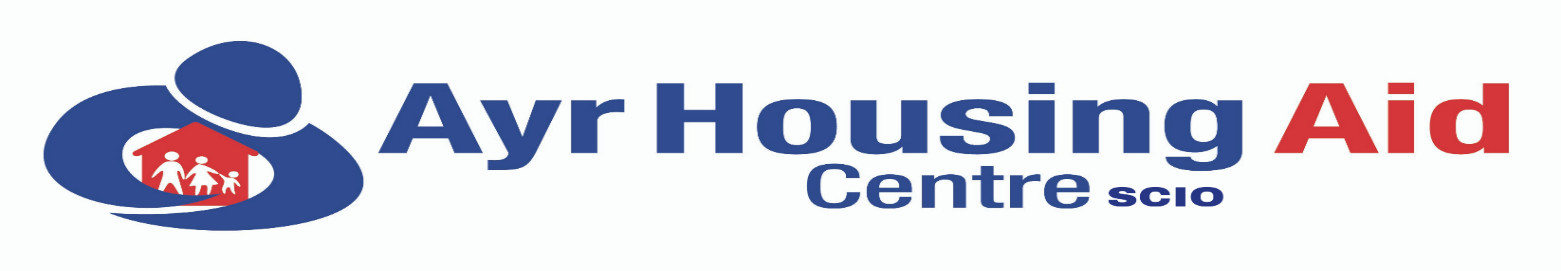 Ayr Housing Aid
Centre SCIO